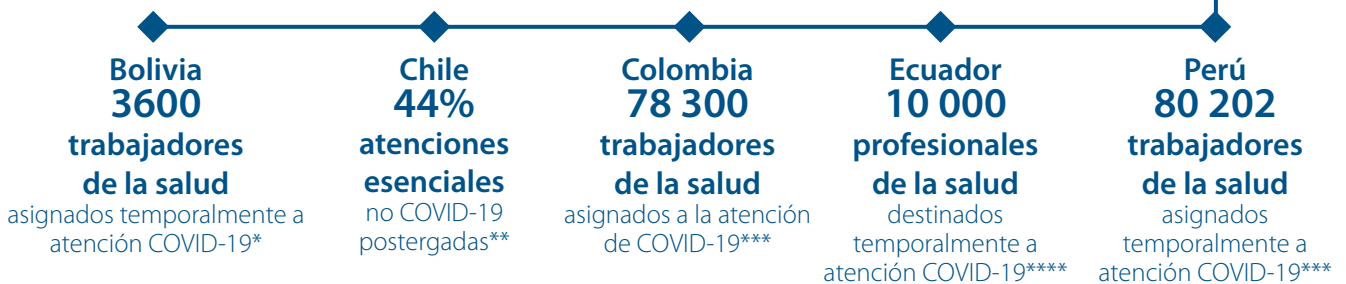 Bolivia
3600
trabajadores
de la salud
asignados temporalmente a
atención COVID-19*
Chile
44%
atenciones
esenciales
no COVID-19
postergadas**
Colombia
78 300
trabajadores
de la salud
asignados a la atención
de COVID-19***
Ecuador
10 000
profesionales
de la salud
destinados
temporalmente a
atención COVID-19****
Perú
80 202
trabajadores
de la salud
asignados
temporalmente a
atención COVID-19***